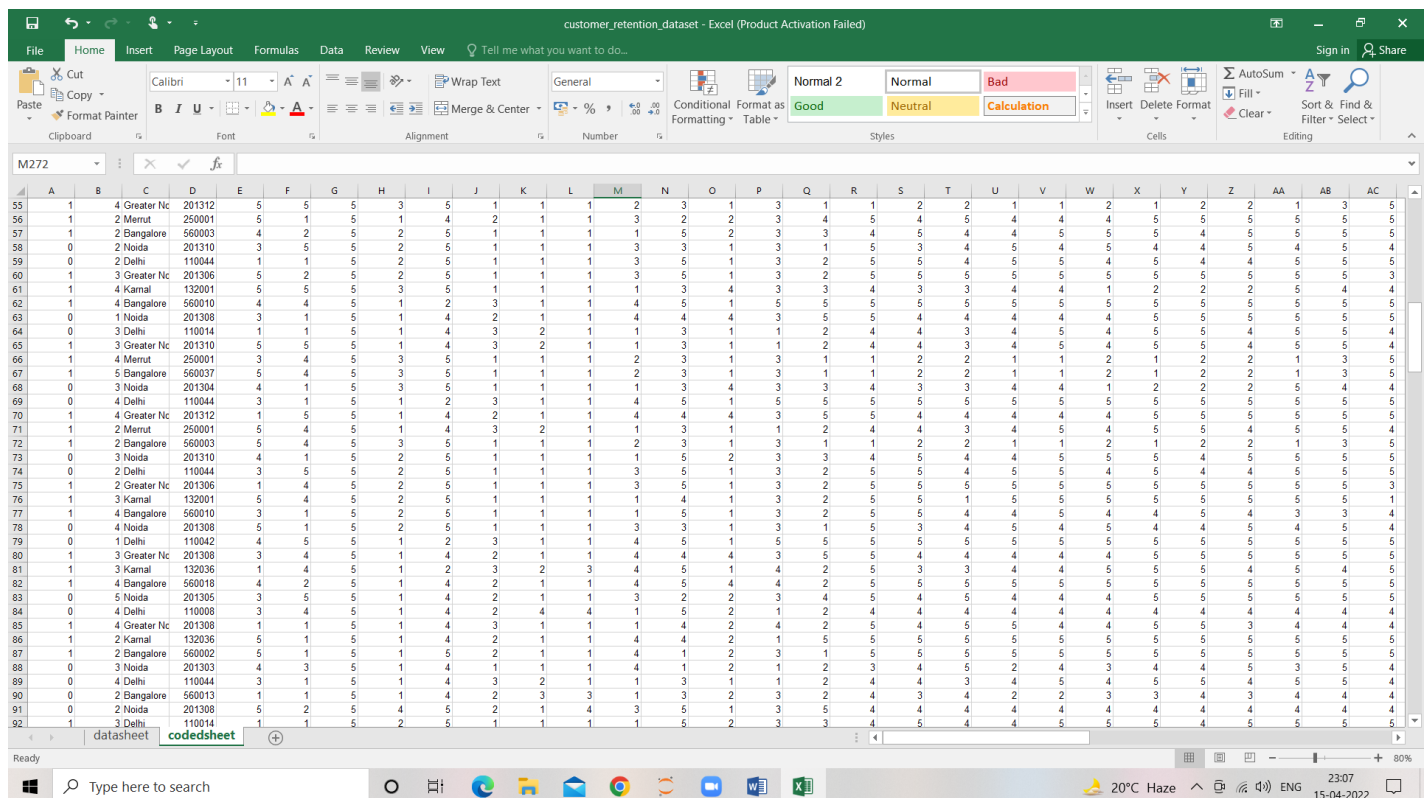 customer_retention_dataset - Excel (Product Activation Failed)
File Home Insert Page Layout Formulas Data Review View Tell me what you want to do... Sign in Share
Cut Calibri 11 Wrap Text General Normal 2 Normal Bad AutoSum
Copy Fill
Paste Format Painter B I U Merge & Center % Conditional Formatting Format as Table Good Neutral Calculation Insert Delete Format Clear Sort & Filter Find & Select
Clipboard Font Alignment Number Styles Cells Editing
M272 fx
A B C D E F G H I J K L M N O P Q R S T U V W X Y Z AA AB AC
55 1 4 Greater No 201312 5 5 5 3 5 1 1 1 2 3 1 3 1 1 2 2 1 1 2 1 2 2 1 3 5
56 1 2 Merrut 250001 5 1 5 1 4 2 1 1 3 2 2 3 4 5 4 5 4 4 4 5 5 5 5 5 4
57 1 2 Bangalore 560003 4 2 5 2 5 1 1 1 1 5 2 3 3 4 5 4 4 5 5 5 4 5 5 5 5
58 0 2 Noida 201310 3 5 5 2 5 1 1 1 3 3 1 3 1 5 3 4 5 4 5 4 4 5 4 5 4
59 0 2 Delhi 110044 1 1 5 2 5 1 1 1 3 5 1 3 2 5 5 4 5 5 4 5 4 4 5 5 5
60 1 3 Greater No 201306 5 2 5 2 5 1 1 1 3 5 1 3 2 5 5 5 5 5 5 5 5 5 5 5 3
61 1 4 Karnal 132001 5 5 5 3 5 1 1 1 1 3 4 3 3 4 3 3 4 4 1 2 2 2 5 4 4
62 1 4 Bangalore 560010 4 4 5 1 2 3 1 1 4 5 1 5 5 5 5 5 5 5 5 5 5 5 5 5 5
63 0 1 Noida 201308 3 1 5 1 4 2 1 1 4 4 4 3 5 5 4 4 4 4 4 5 5 5 5 5 5
64 0 3 Delhi 110014 1 1 5 1 4 3 2 1 1 3 1 1 2 4 4 3 4 5 4 5 5 4 5 5 4
65 1 3 Greater No 201310 5 5 5 1 4 3 2 1 1 3 1 1 2 4 4 3 4 5 4 5 5 4 5 5 4
66 1 4 Merrut 250001 3 4 5 3 5 1 1 1 2 3 1 3 1 1 2 2 1 1 2 1 2 2 1 3 5
67 1 5 Bangalore 560037 5 4 5 3 5 1 1 1 2 3 1 3 1 1 2 2 1 1 2 1 2 2 1 3 5
68 0 3 Noida 201304 4 1 5 3 5 1 1 1 1 3 4 3 3 4 3 3 4 4 1 2 2 2 5 4 4
69 0 4 Delhi 110044 3 1 5 1 2 3 1 1 4 5 1 5 5 5 5 5 5 5 5 5 5 5 5 5 5
70 1 4 Greater No 201312 1 5 5 1 4 2 1 1 4 4 4 3 5 5 4 4 4 4 4 5 5 5 5 5 5
71 1 2 Merrut 250001 5 4 5 1 4 3 2 1 1 3 1 1 2 4 4 3 4 5 4 5 5 4 5 5 4
72 1 2 Bangalore 560003 5 4 5 3 5 1 1 1 2 3 1 3 1 1 2 2 1 1 2 1 2 2 1 3 5
73 0 3 Noida 201310 4 1 5 2 5 1 1 1 1 5 2 3 3 4 5 4 4 5 5 5 4 5 5 5 5
74 0 2 Delhi 110044 3 5 5 2 5 1 1 1 3 5 1 3 2 5 5 4 5 5 4 5 4 4 5 5 5
75 1 2 Greater No 201206 1 4 5 2 5 1 1 1 3 5 1 3 2 5 5 5 5 5 5 5 5 5 5 5 3
76 1 3 Karnal 132001 5 4 5 2 5 1 1 1 1 4 1 3 2 5 5 1 5 5 5 5 5 5 5 5 1
77 1 4 Bangalore 560010 3 1 5 2 5 1 1 1 1 5 1 3 2 5 5 4 4 5 4 4 5 4 3 3 4
78 0 4 Noida 201308 5 1 5 2 5 1 1 1 3 3 1 3 1 5 3 4 5 4 5 4 4 5 4 5 4
79 0 1 Delhi 110042 4 5 5 1 2 3 1 1 4 5 1 5 5 5 5 5 5 5 5 5 5 5 5 5 5
80 1 3 Greater No 201308 3 4 5 1 4 2 1 1 4 4 4 3 5 5 4 4 4 4 4 5 5 5 5 5 5
81 1 3 Karnal 132036 1 4 5 1 2 3 2 3 4 5 1 4 2 5 3 3 4 4 4 5 5 4 5 4 5
82 1 4 Bangalore 560018 4 2 5 1 4 2 1 1 4 5 4 4 2 5 5 5 5 5 5 5 5 5 5 5 5
83 0 5 Noida 201305 3 5 5 1 4 2 1 1 3 2 2 3 4 5 4 5 4 4 4 5 5 5 5 5 4
84 0 4 Delhi 110008 3 4 5 1 4 2 4 4 1 5 2 1 2 4 4 4 4 4 4 4 4 4 4 4 4
85 1 4 Greater No 201308 1 1 5 1 4 3 1 1 1 4 2 4 2 5 4 5 5 4 4 5 5 3 4 4 4
86 1 2 Karnal 132036 5 1 5 1 4 2 1 1 4 4 2 1 5 5 5 5 5 5 5 5 5 5 5 5 5
87 1 2 Bangalore 560002 5 1 5 1 5 2 1 1 4 1 2 3 1 4 5 5 5 5 5 5 5 5 5 5 5
88 0 3 Noida 201303 4 3 5 1 4 1 1 1 4 1 2 1 2 3 4 5 2 4 3 4 4 5 3 5 4
89 0 4 Delhi 110044 3 1 5 1 4 3 2 1 1 3 1 1 2 4 4 3 4 5 4 5 5 4 5 5 4
90 1 2 Bangalore 560013 1 1 5 1 4 2 3 3 1 3 2 3 2 4 3 4 2 2 3 3 4 3 4 4 4
91 0 2 Noida 201308 5 2 5 4 5 2 1 4 3 5 1 3 5 4 4 4 4 4 4 4 4 4 4 4 4
92 1 3 Delhi 110014 1 1 5 2 5 1 1 1 1 5 2 3 3 4 5 4 4 5 5 5 4 5 5 5 5
datasheet codedsheet
Ready 80%
Type here to search 20°C Haze ENG 23:07
15-04-2022